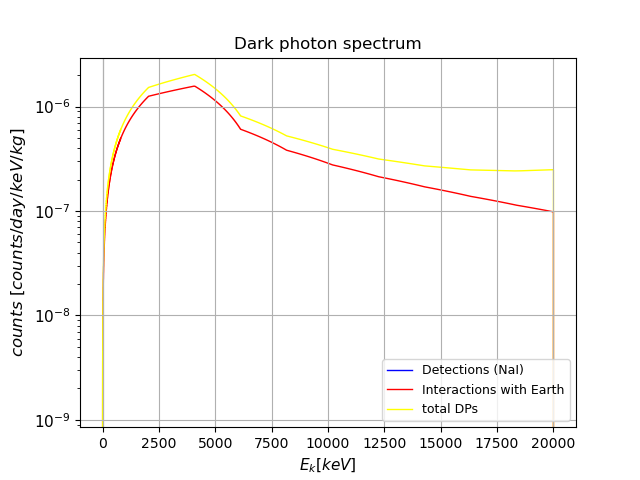 Dark photon spectrum
counts [counts/day/keV/kg]
10⁻⁶
10⁻⁷
10⁻⁸
10⁻⁹
Detections (NaI)
Interactions with Earth
total DPs
0 2500 5000 7500 10000 12500 15000 17500 20000
Eₖ[keV]